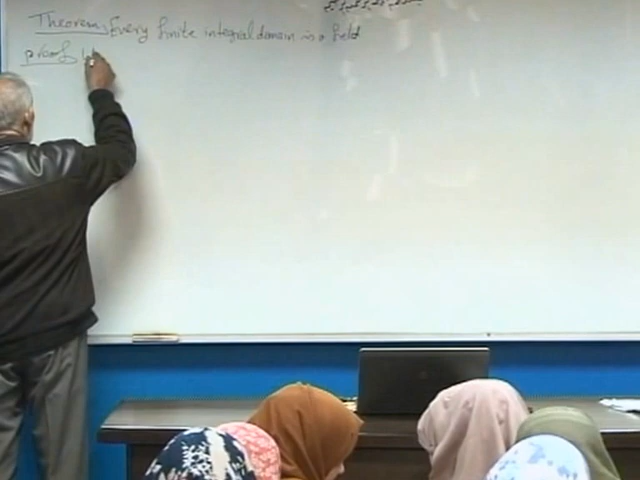 Theorem, Every finite integral domain is a field
proof